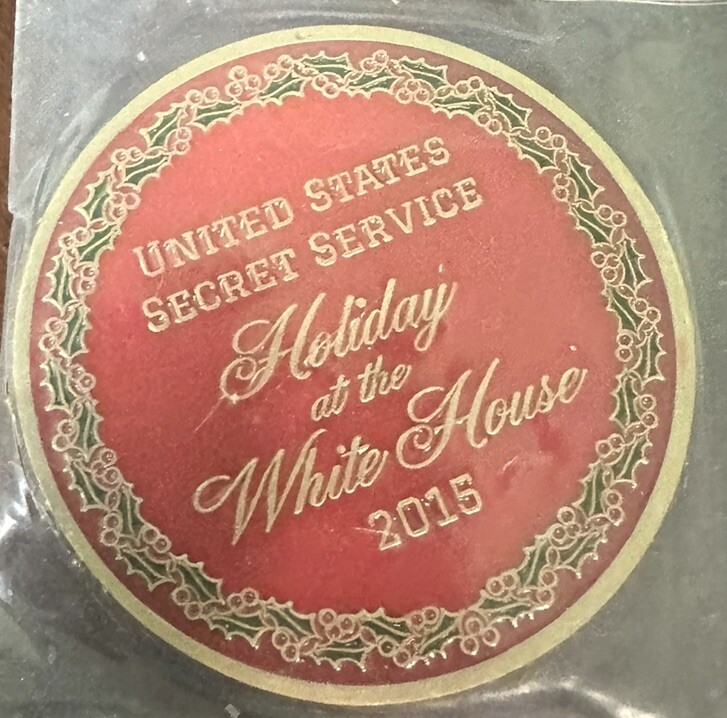 UNITED STATES
SECRET SERVICE
Holiday
at the
White House
2015